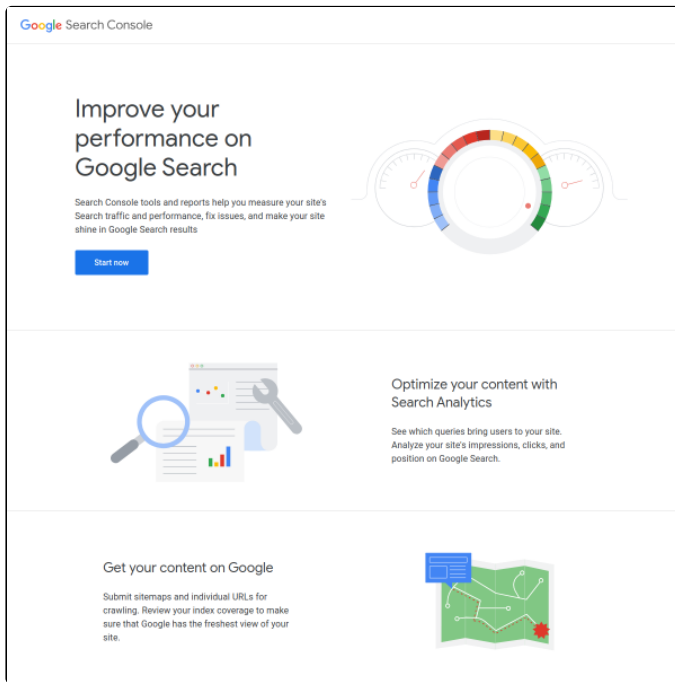 Google Search Console
Improve your
performance on
Google Search
Search Console tools and reports help you measure your site's
Search traffic and performance, fix issues, and make your site
shine in Google Search results
Start now
Optimize your content with
Search Analytics
See which queries bring users to your site.
Analyze your site's impressions, clicks, and
position on Google Search.
Get your content on Google
Submit sitemaps and individual URLs for
crawling. Review your index coverage to make
sure that Google has the freshest view of your
site.